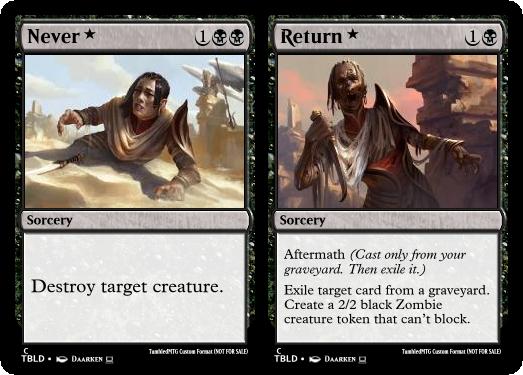 Never ★
1
Sorcery
Destroy target creature.
C
TBLD • DAARKEN
TumbledMTG Custom Format (NOT FOR SALE)
Return ★
1
Sorcery
Aftermath (Cast only from your
graveyard. Then exile it.)
Exile target card from a graveyard.
Create a 2/2 black Zombie
creature token that can't block.
C
TBLD • DAARKEN
TumbledMTG Custom Format (NOT FOR SALE)